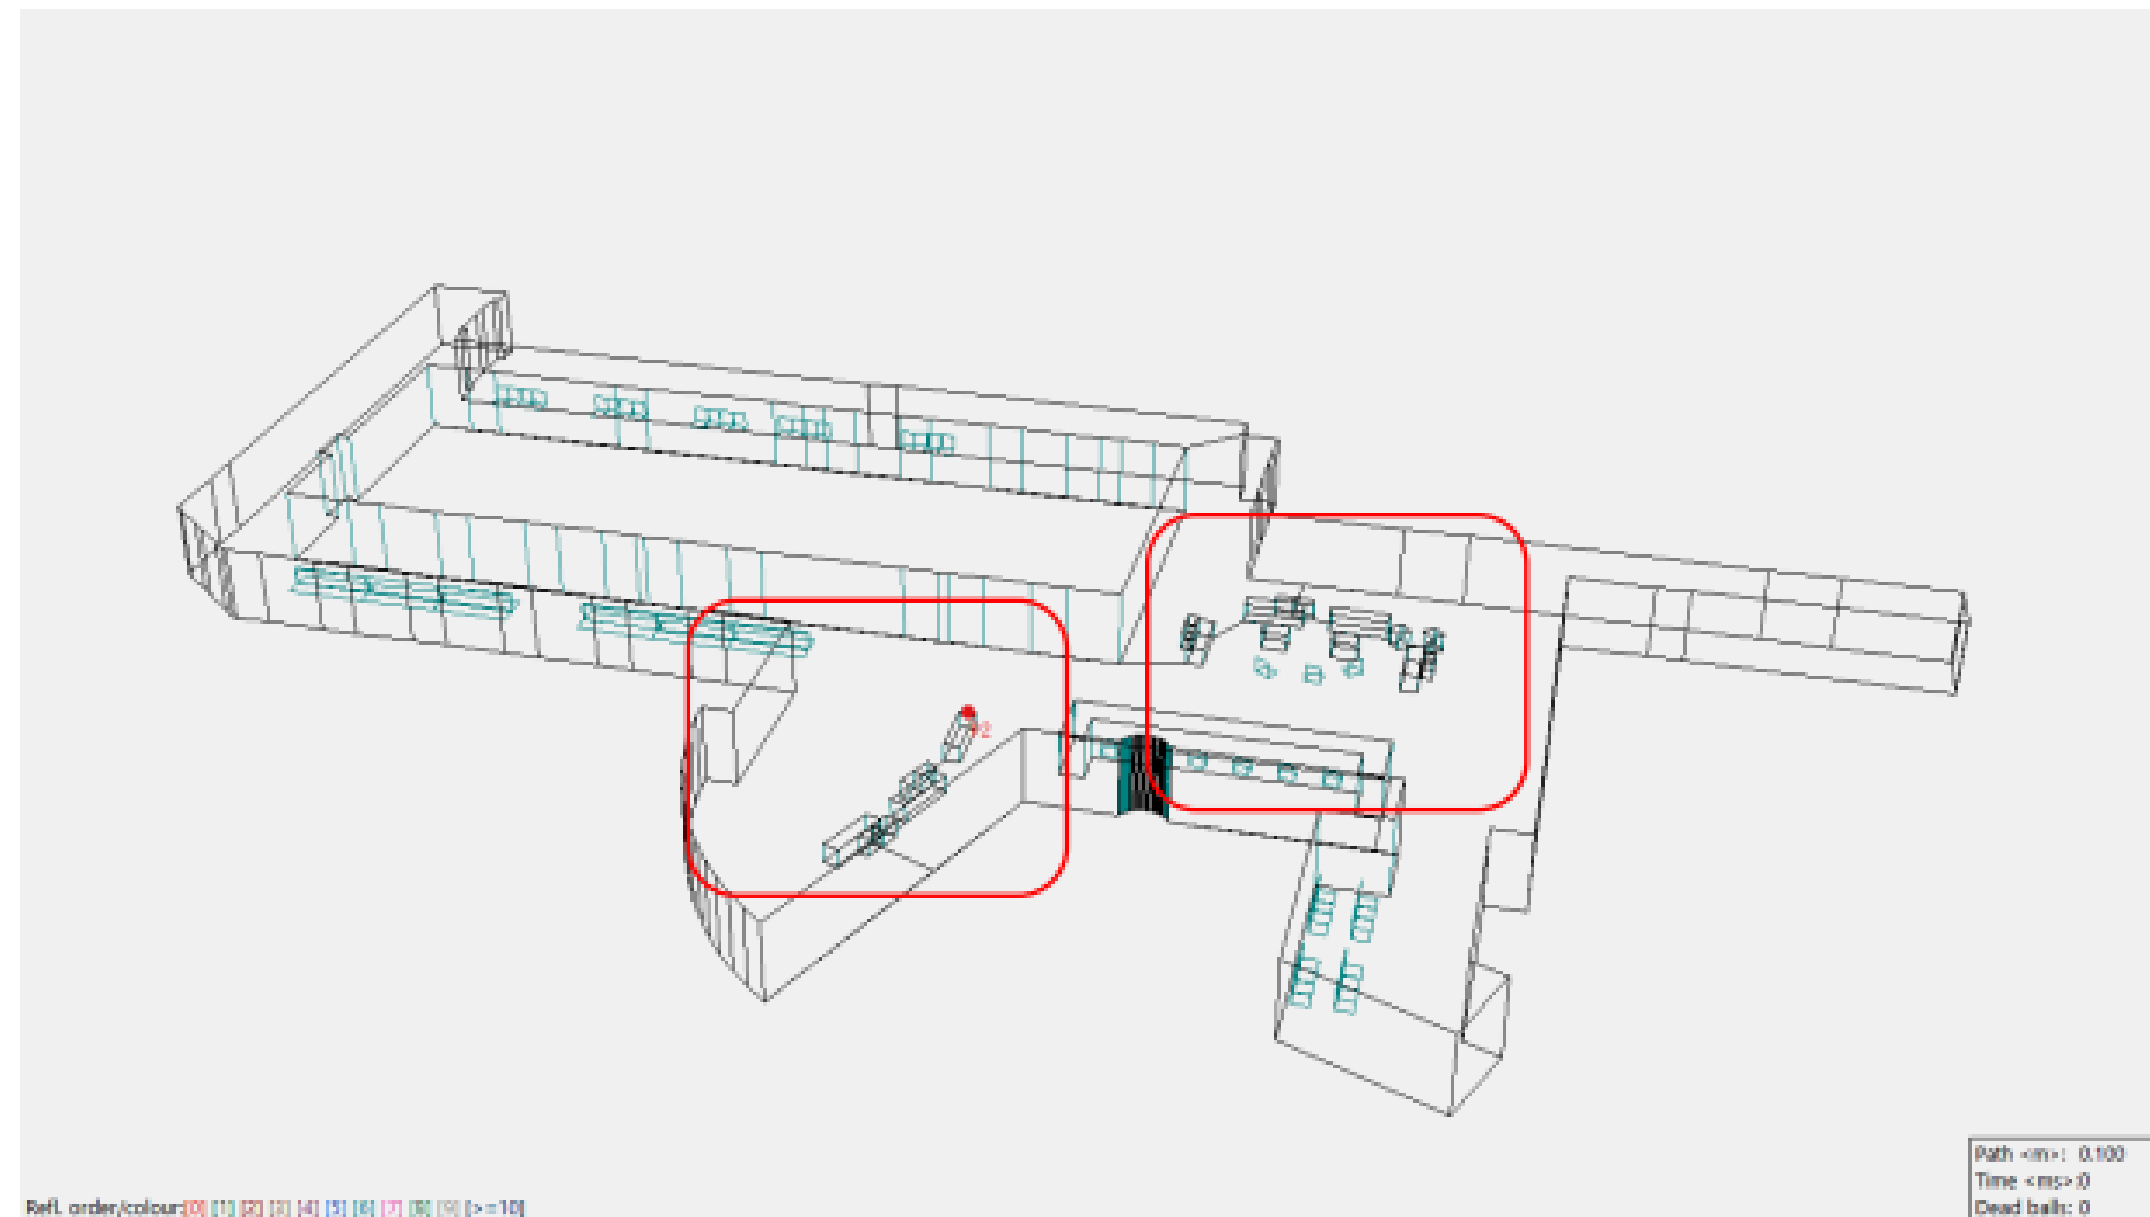 P2
Path <m>: 0.100
Time <ms>:0
Dead balls: 0
Refl. order/colour:[0] [1] [2] [3] [4] [5] [6] [7] [8] [9] [>=10]